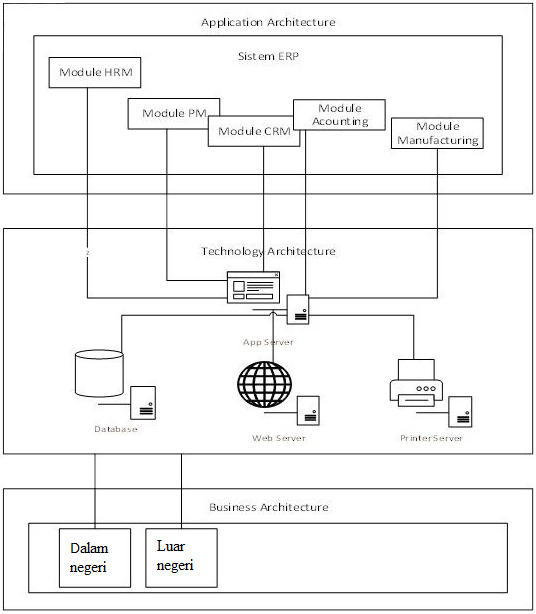 Application Architecture
Sistem ERP
Module HRM
Module PM
Module CRM
Module
Acounting
Module
Manufacturing
2
Technology Architecture
App Server
Database
Web Server
Printer Server
Business Architecture
Dalam
negeri
Luar
negeri